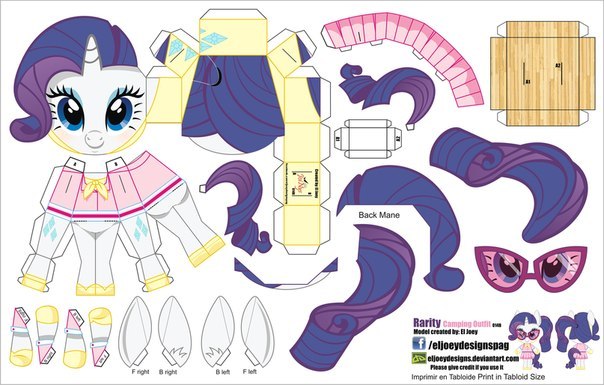 A1
A2
Back Mane
F right
B right
B left
F left
Rarity Camping Outfit
Model created by: El Joey
/eljoeydesignspag
eljoeydesigns.deviantart.com
Please give credit if you use it
Imprimir en Tabloide Print in Tabloid Size